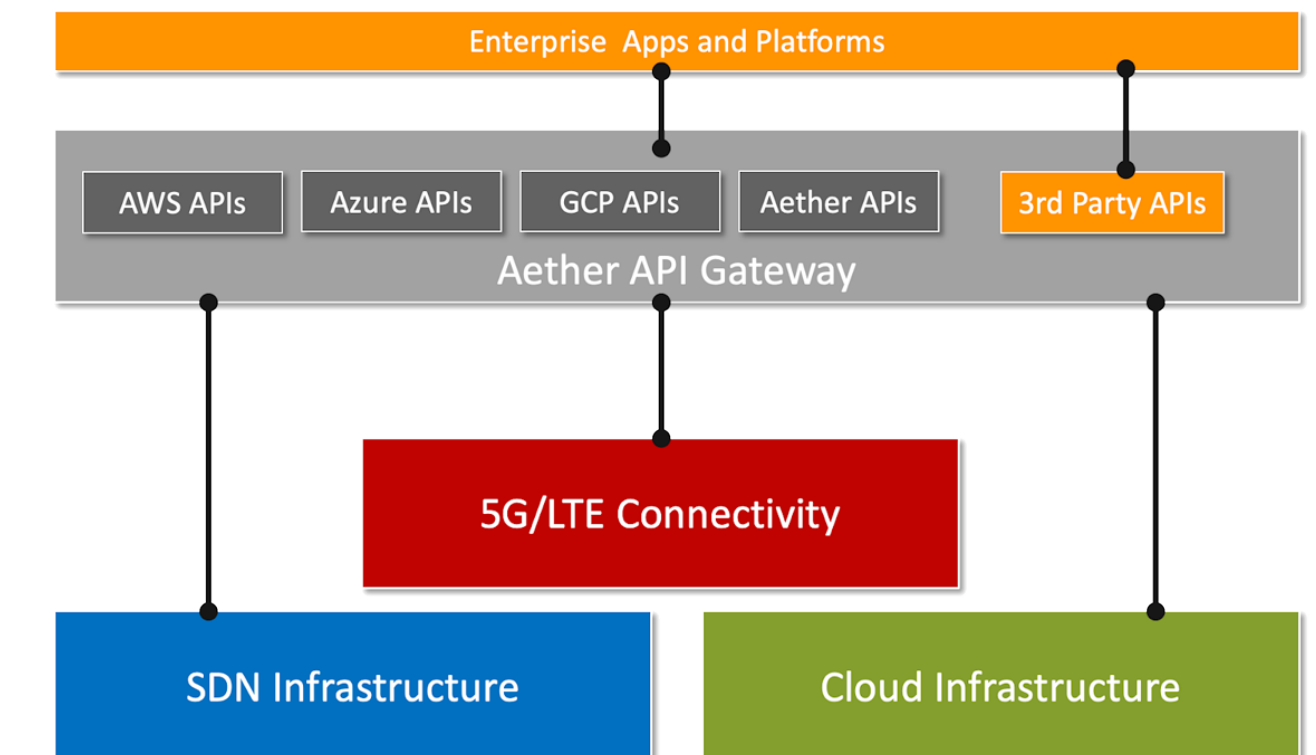 Enterprise Apps and Platforms
AWS APIs
Azure APIs
GCP APIs
Aether APIs
3rd Party APIs
Aether API Gateway
5G/LTE Connectivity
SDN Infrastructure
Cloud Infrastructure